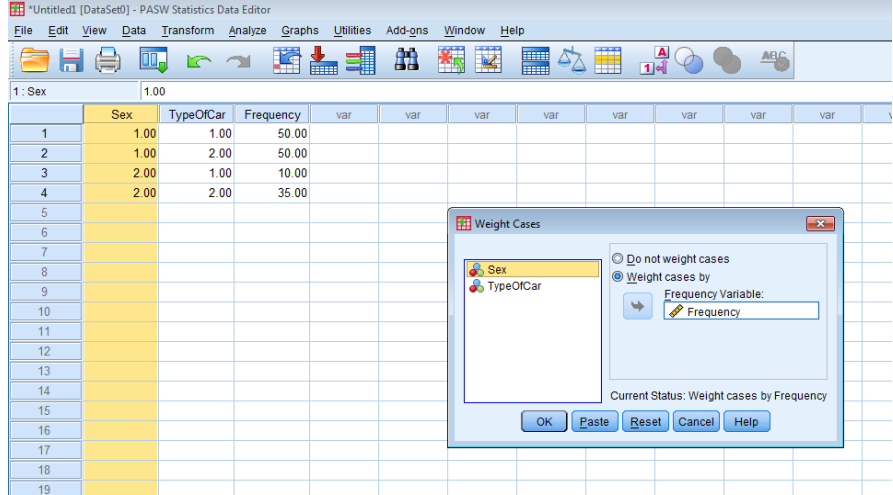 *Untitled1 [DataSet0] - PASW Statistics Data Editor
File Edit View Data Transform Analyze Graphs Utilities Add-ons Window Help
A
1
ABC
1 : Sex 1.00
Sex TypeOfCar Frequency var var var var var var var var
1 1.00 1.00 50.00
2 1.00 2.00 50.00
3 2.00 1.00 10.00
4 2.00 2.00 35.00
5
6
7
8
9
10
11
12
13
14
15
16
17
18
19
Weight Cases
Sex
TypeOfCar
Do not weight cases
Weight cases by
Frequency Variable:
Frequency
Current Status: Weight cases by Frequency
OK Paste Reset Cancel Help